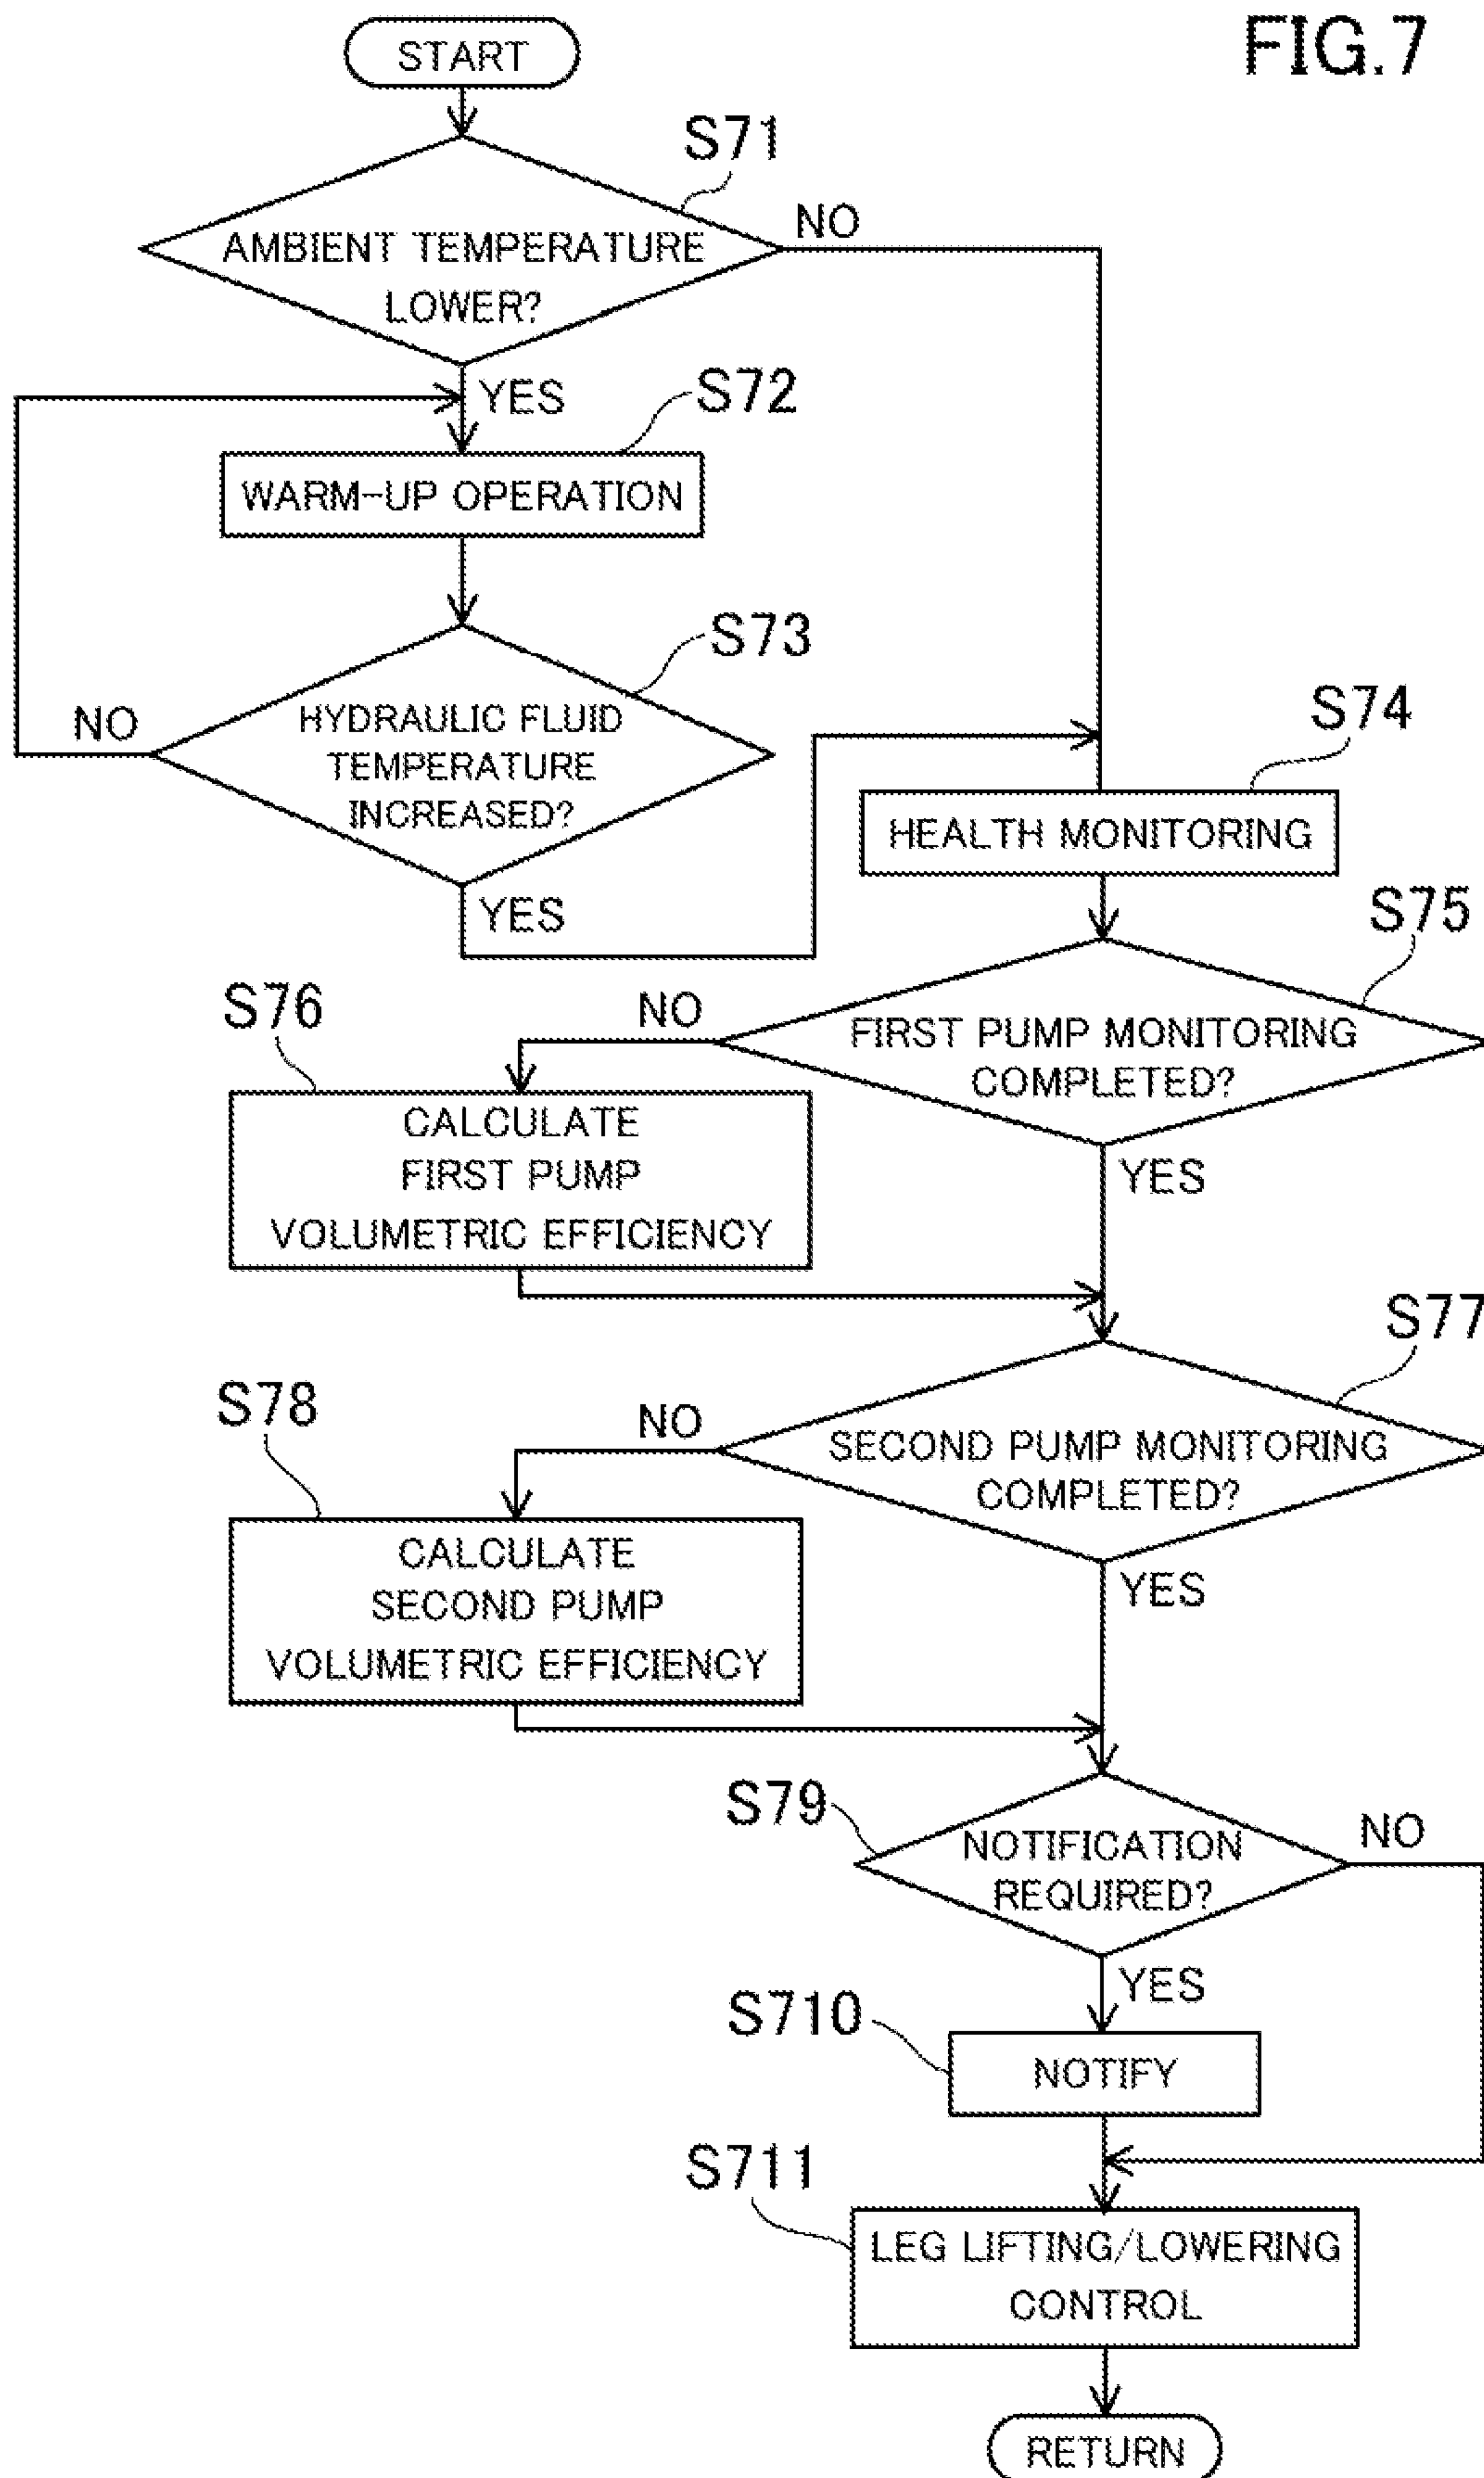 FIG.7
START
S71
NO
AMBIENT TEMPERATURE
LOWER?
YES
S72
WARM-UP OPERATION
S73
NO
HYDRAULIC FLUID
TEMPERATURE
INCREASED?
YES
S74
HEALTH MONITORING
S75
NO
FIRST PUMP MONITORING
COMPLETED?
YES
S76
CALCULATE
FIRST PUMP
VOLUMETRIC EFFICIENCY
S77
NO
SECOND PUMP MONITORING
COMPLETED?
YES
S78
CALCULATE
SECOND PUMP
VOLUMETRIC EFFICIENCY
S79
NO
NOTIFICATION
REQUIRED?
YES
S710
NOTIFY
S711
LEG LIFTING/LOWERING
CONTROL
RETURN